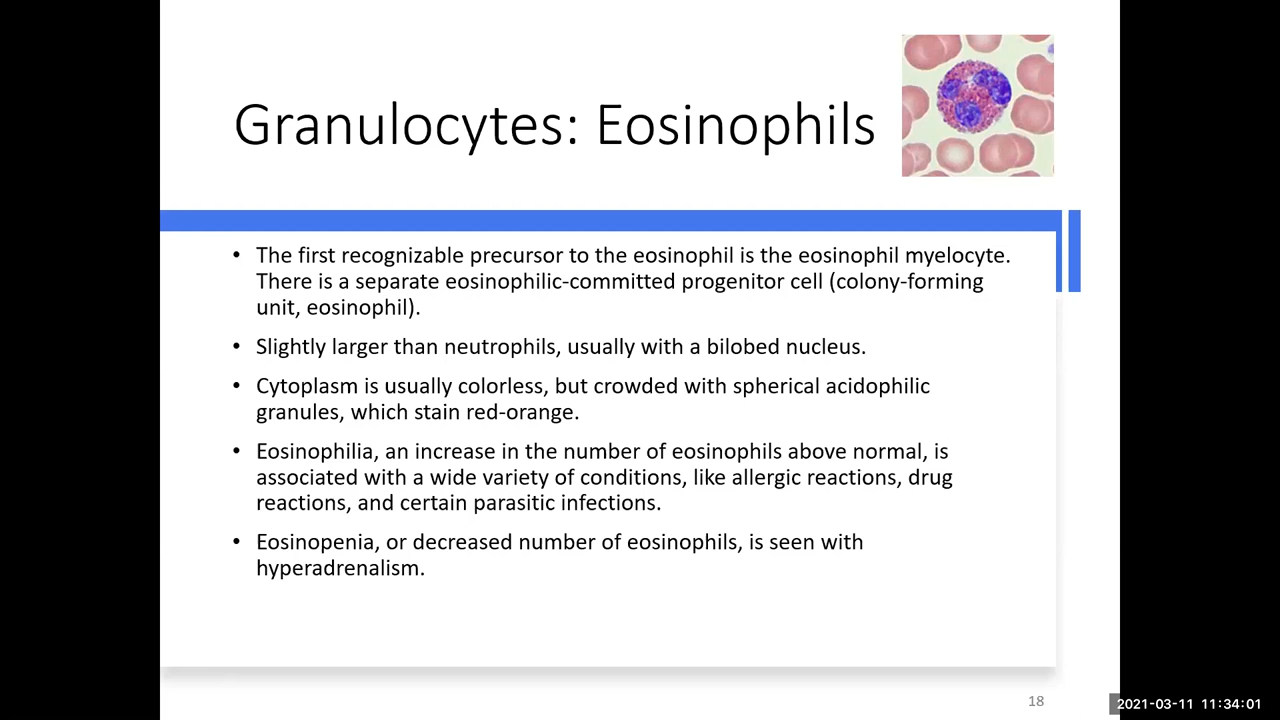 Granulocytes: Eosinophils
• The first recognizable precursor to the eosinophil is the eosinophil myelocyte.
There is a separate eosinophilic-committed progenitor cell (colony-forming
unit, eosinophil).
• Slightly larger than neutrophils, usually with a bilobed nucleus.
• Cytoplasm is usually colorless, but crowded with spherical acidophilic
granules, which stain red-orange.
• Eosinophilia, an increase in the number of eosinophils above normal, is
associated with a wide variety of conditions, like allergic reactions, drug
reactions, and certain parasitic infections.
• Eosinopenia, or decreased number of eosinophils, is seen with
hyperadrenalism.
18
2021-03-11 11:34:01